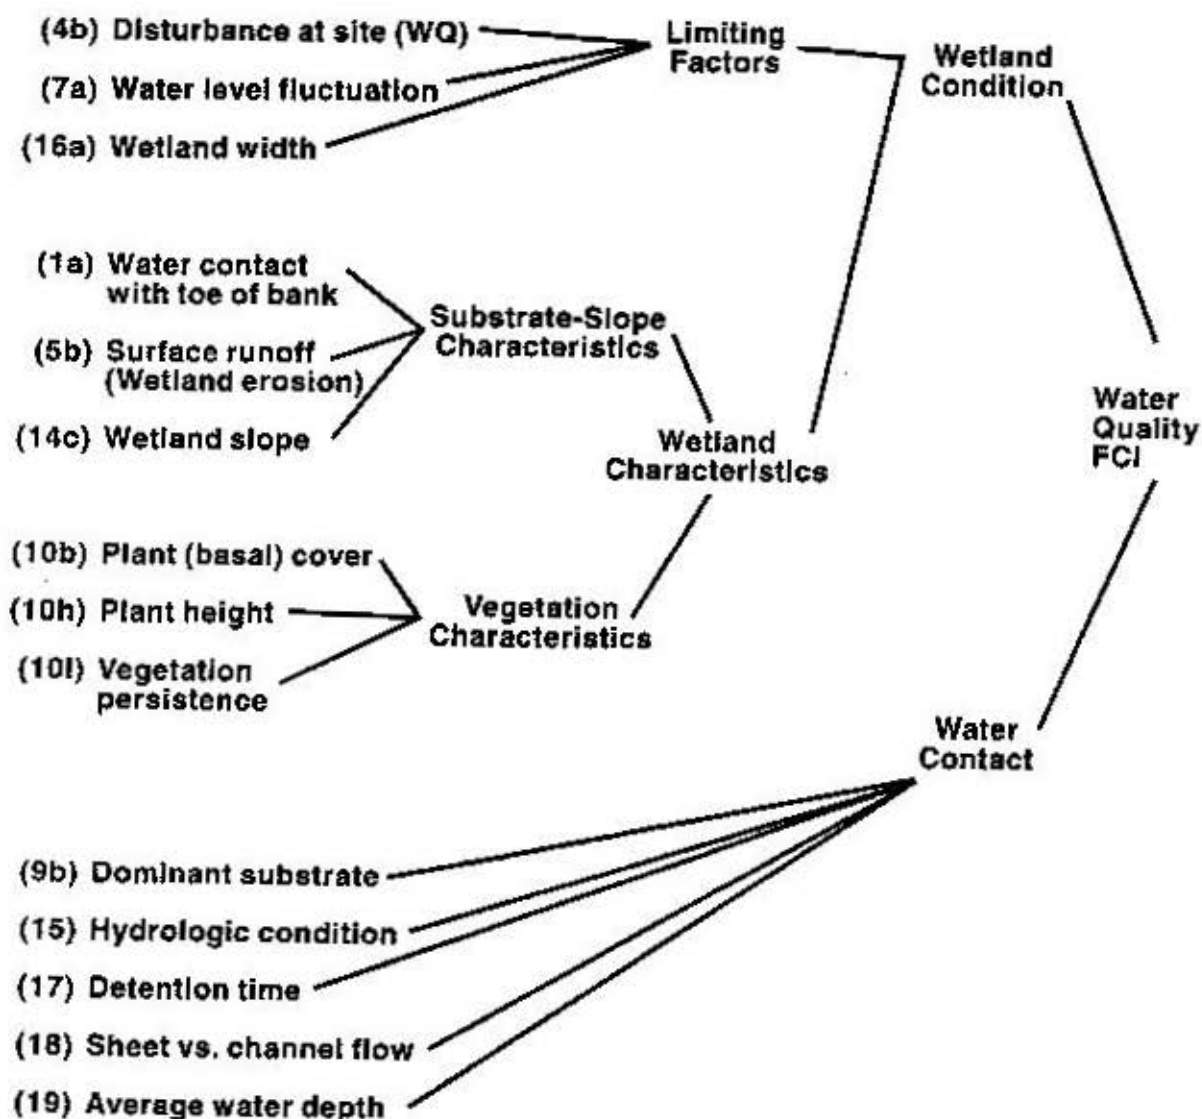 (4b) Disturbance at site (WQ)
(7a) Water level fluctuation
(16a) Wetland width
Limiting
Factors
Wetland
Condition
(1a) Water contact
with toe of bank
(5b) Surface runoff
(Wetland erosion)
(14c) Wetland slope
Substrate-Slope
Characteristics
Wetland
Characteristics
Water
Quality
FCI
(10b) Plant (basal) cover
(10h) Plant height
(10l) Vegetation
persistence
Vegetation
Characteristics
Water
Contact
(9b) Dominant substrate
(15) Hydrologic condition
(17) Detention time
(18) Sheet vs. channel flow
(19) Average water depth